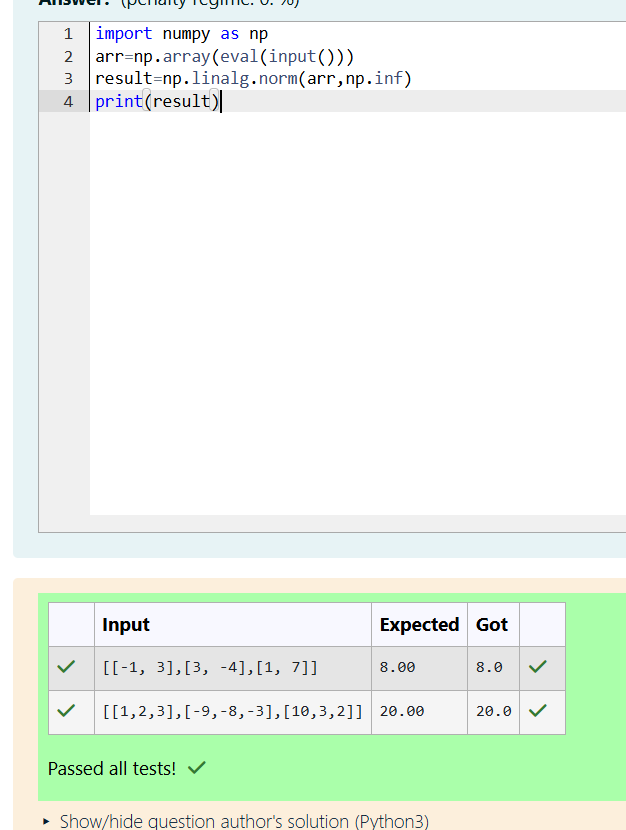 Answer: (penalty regime: 0: %)
1 import numpy as np
2 arr=np.array(eval(input()))
3 result=np.linalg.norm(arr,np.inf)
4 print(result)
Input Expected Got
[[-1, 3],[3, -4],[1, 7]] 8.00 8.0
[[1,2,3],[-9,-8,-3],[10,3,2]] 20.00 20.0
Passed all tests!
Show/hide question author's solution (Python3)